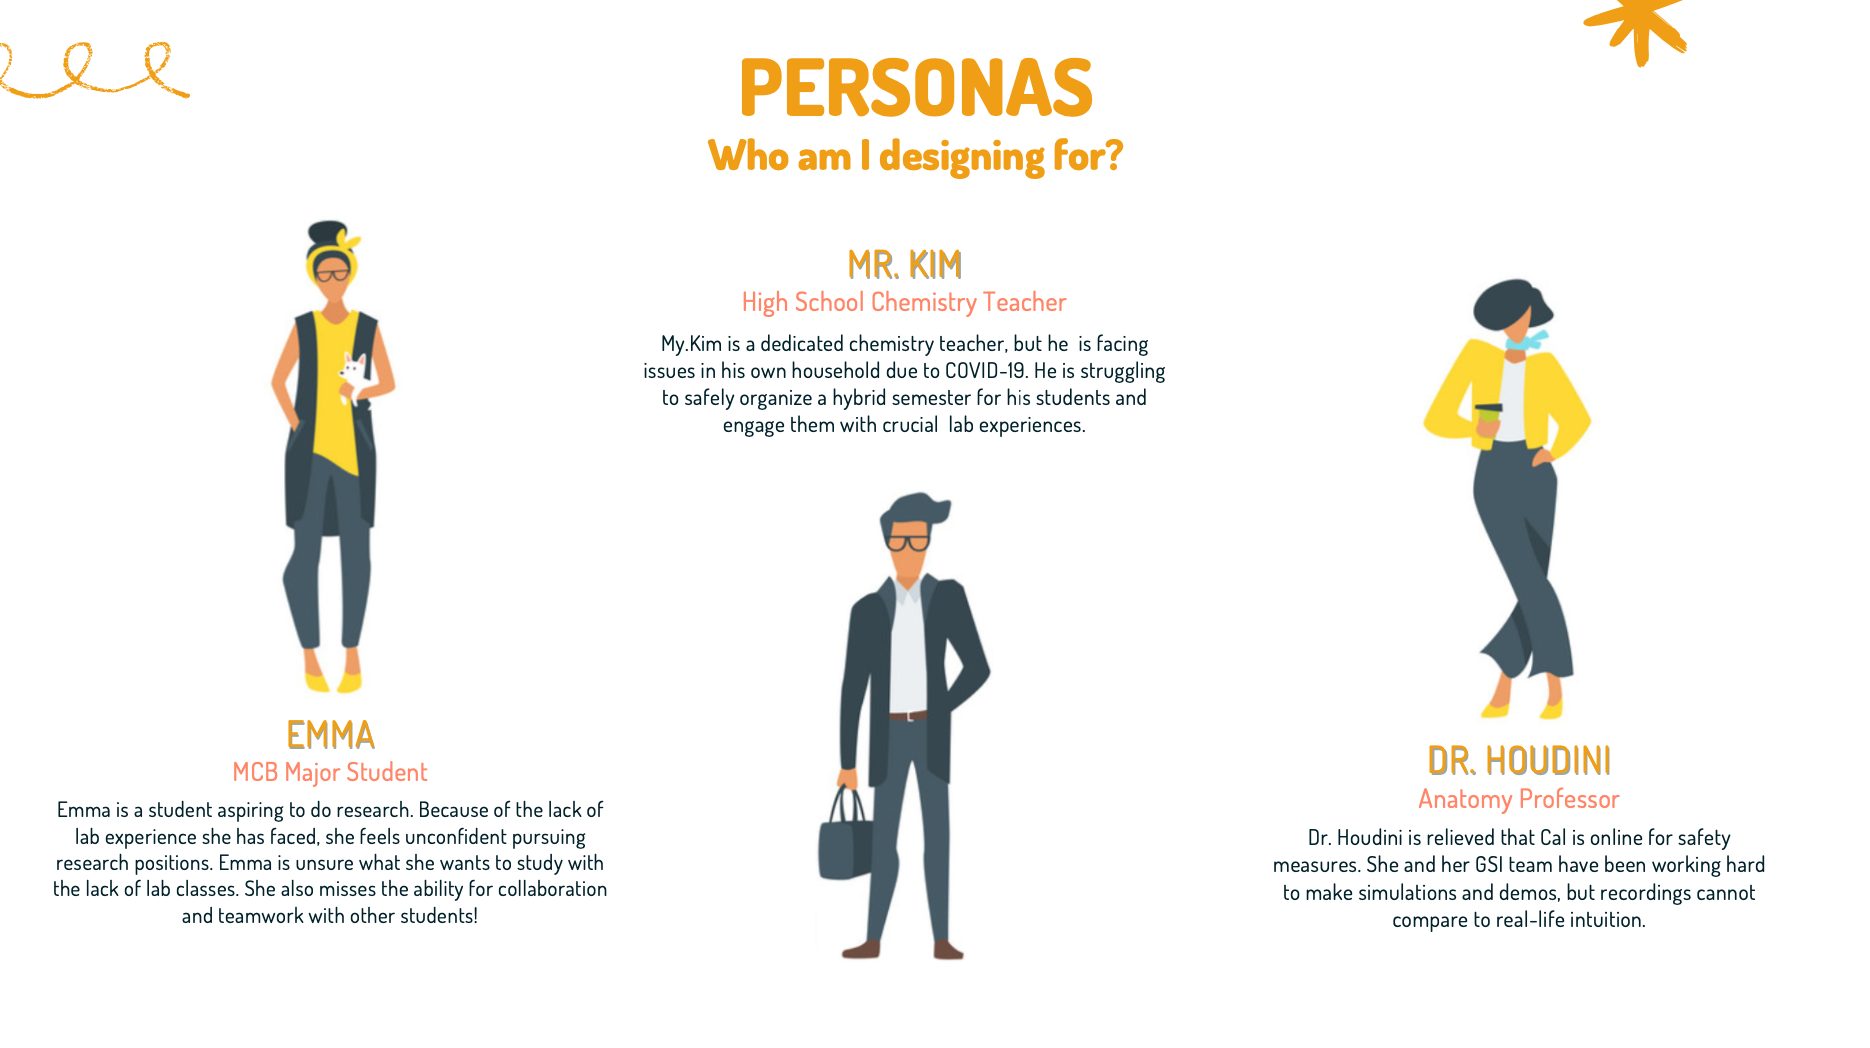 PERSONAS
Who am I designing for?
EMMA
MCB Major Student
Emma is a student aspiring to do research. Because of the lack of
lab experience she has faced, she feels unconfident pursuing
research positions. Emma is unsure what she wants to study with
the lack of lab classes. She also misses the ability for collaboration
and teamwork with other students!
MR. KIM
High School Chemistry Teacher
My.Kim is a dedicated chemistry teacher, but he is facing
issues in his own household due to COVID-19. He is struggling
to safely organize a hybrid semester for his students and
engage them with crucial lab experiences.
DR. HOUDINI
Anatomy Professor
Dr. Houdini is relieved that Cal is online for safety
measures. She and her GSI team have been working hard
to make simulations and demos, but recordings cannot
compare to real-life intuition.